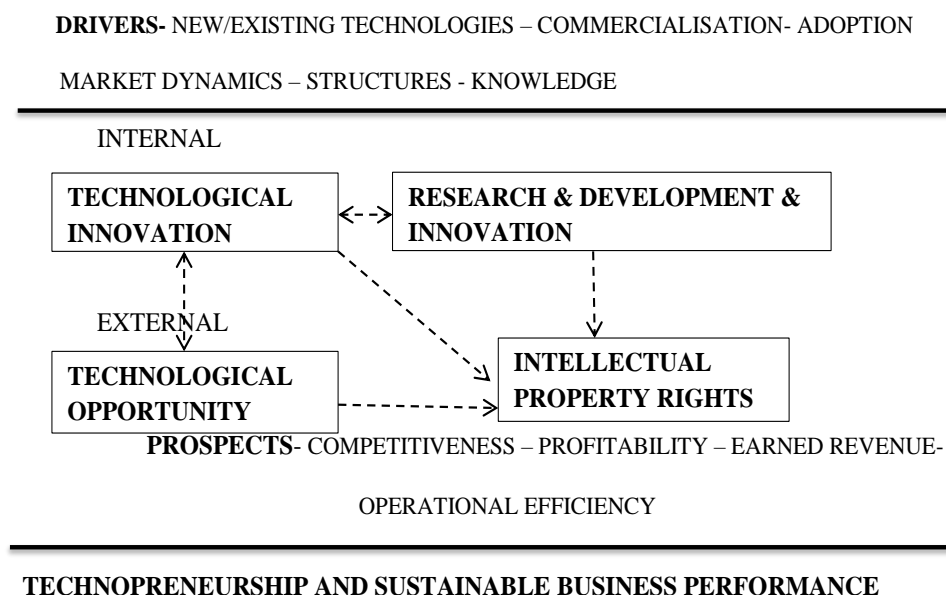 DRIVERS- NEW/EXISTING TECHNOLOGIES – COMMERCIALISATION- ADOPTION
MARKET DYNAMICS – STRUCTURES - KNOWLEDGE
INTERNAL
TECHNOLOGICAL
INNOVATION
RESEARCH & DEVELOPMENT &
INNOVATION
EXTERNAL
TECHNOLOGICAL
OPPORTUNITY
INTELLECTUAL
PROPERTY RIGHTS
PROSPECTS- COMPETITIVENESS – PROFITABILITY – EARNED REVENUE-
OPERATIONAL EFFICIENCY
TECHNOPRENEURSHIP AND SUSTAINABLE BUSINESS PERFORMANCE